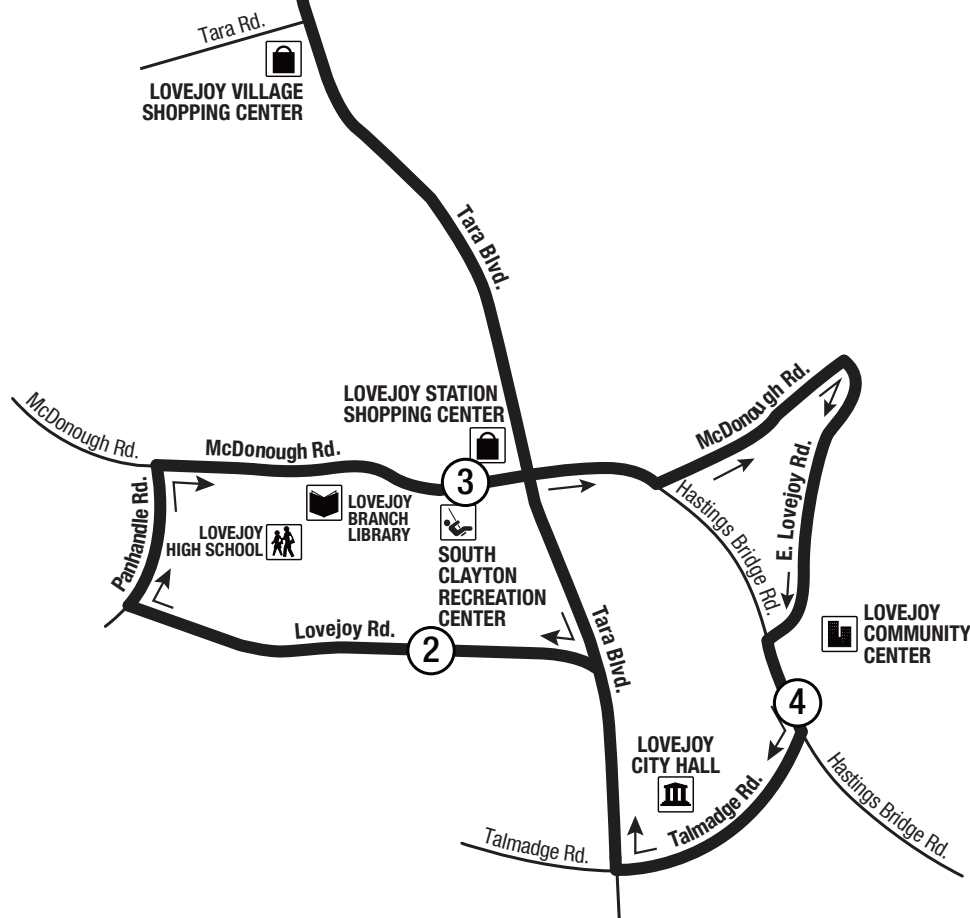 Tara Rd.
LOVEJOY VILLAGE
SHOPPING CENTER
Tara Blvd.
LOVEJOY STATION
SHOPPING CENTER
McDonough Rd.
McDonough Rd.
McDonough Rd.
3
Hastings Bridge Rd.
E. Lovejoy Rd.
Panhandle Rd.
LOVEJOY
BRANCH
LIBRARY
LOVEJOY
HIGH SCHOOL
SOUTH
CLAYTON
RECREATION
CENTER
Lovejoy Rd.
2
Tara Blvd.
LOVEJOY
COMMUNITY
CENTER
4
LOVEJOY
CITY HALL
Talmadge Rd.
Talmadge Rd.
Hastings Bridge Rd.